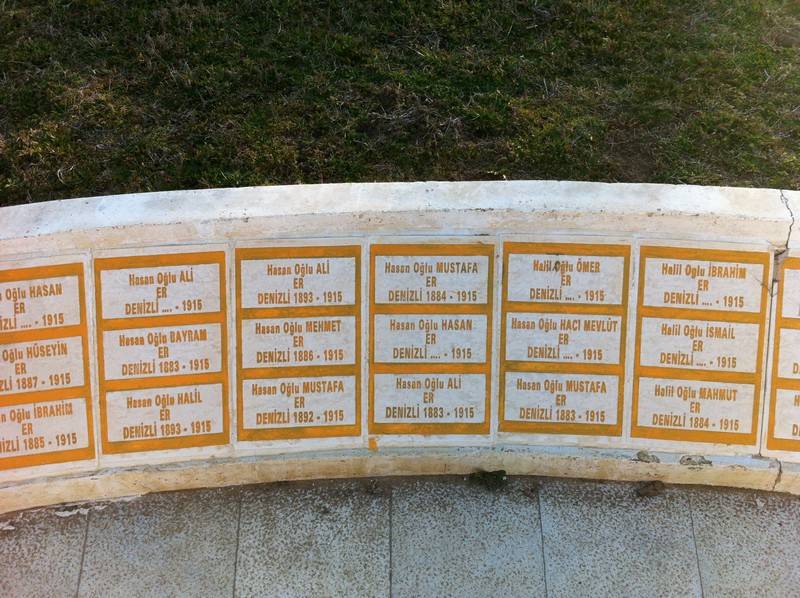 n Oğlu HASAN
ER
NİZLİ .... - 1915
Oğlu HÜSEYİN
ER
LI 1887 - 1915
n Oğlu İBRAHİM
ER
NİZLİ 1885 - 1915
Hasan Oğlu ALİ
ER
DENİZLİ .... - 1915
Hasan Oğlu BAYRAM
ER
DENİZLİ 1883 - 1915
Hasan Oğlu HALİL
ER
DENİZLİ 1893 - 1915
Hasan Oğlu ALİ
ER
DENİZLİ 1893 - 1915
Hasan Oğlu MEHMET
ER
DENİZLİ 1886 - 1915
Hasan Oğlu MUSTAFA
ER
DENİZLİ 1892 - 1915
Hasan Oğlu MUSTAFA
ER
DENİZLİ 1884 - 1915
Hasan Oğlu HASAN
ER
DENİZLİ .... - 1915
Hasan Oğlu ALİ
ER
DENİZLİ 1883 - 1915
Halil Oğlu ÖMER
ER
DENİZLİ .... - 1915
Hasan Oğlu HACI MEVLÜT
ER
DENİZLİ .... - 1915
Hasan Oğlu MUSTAFA
ER
DENİZLİ 1883 - 1915
Halil Oğlu İBRAHİM
ER
DENİZLİ .... - 1915
Halil Oğlu İSMAİL
ER
DENİZLİ .... - 1915
Halil Oğlu MAHMUT
ER
DENİZLİ 1884 - 1915